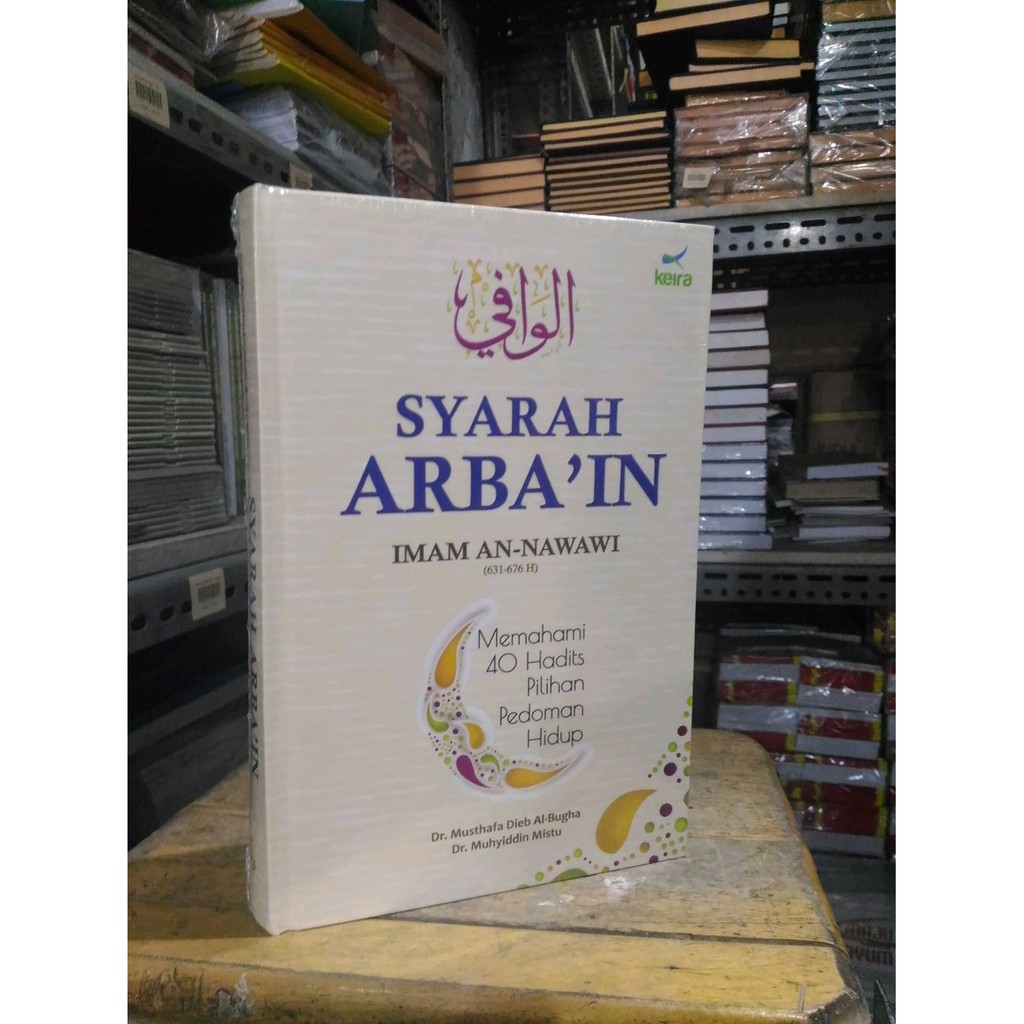 الوافي
keira
SYARAH
ARBA'IN
IMAM AN-NAWAWI
(631-676 H)
Memahami
40 Hadits
Pilihan
Pedoman
Hidup
Dr. Musthafa Dieb Al-Bugha
Dr. Muhyiddin Mistu
SYARAH ARBA'IN